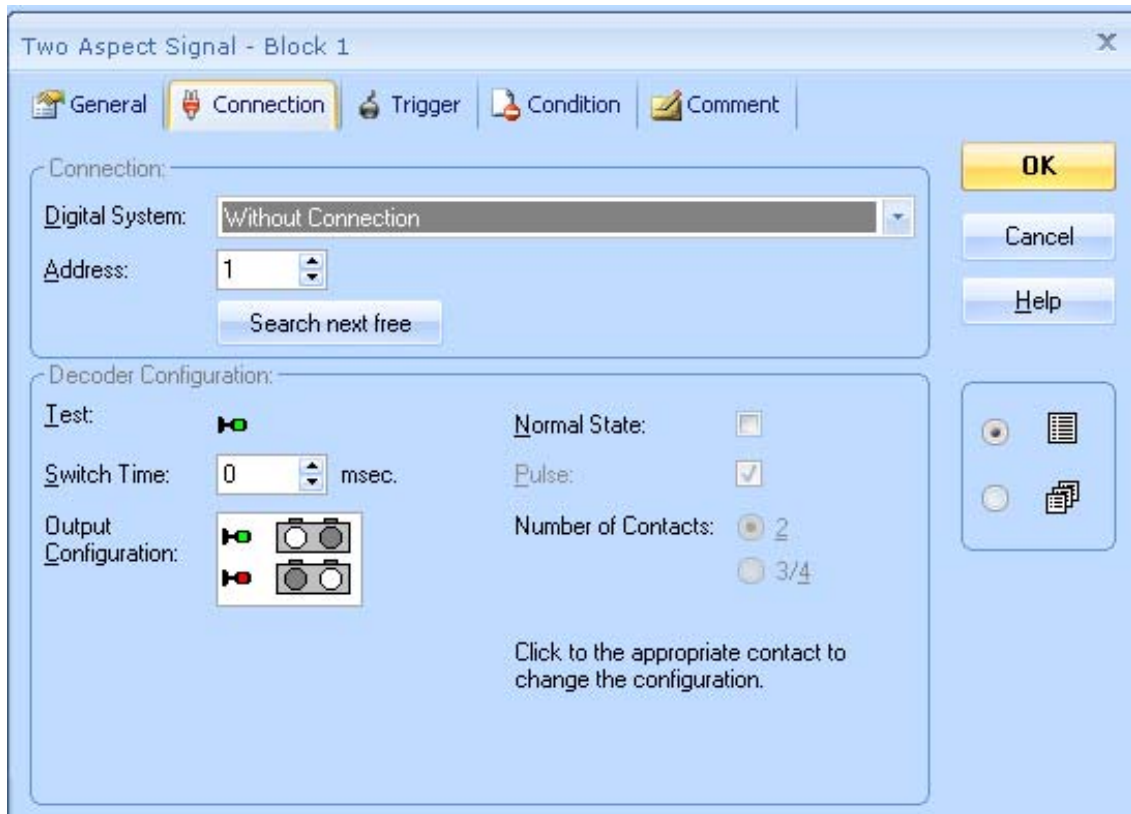 Two Aspect Signal - Block 1
General Connection Trigger Condition Comment
Connection:
Digital System: Without Connection
Address: 1
Search next free
OK
Cancel
Help
Decoder Configuration:
Test:
Normal State:
Switch Time: 0 msec.
Pulse:
Output Configuration:
Number of Contacts: 2
3/4
Click to the appropriate contact to
change the configuration.